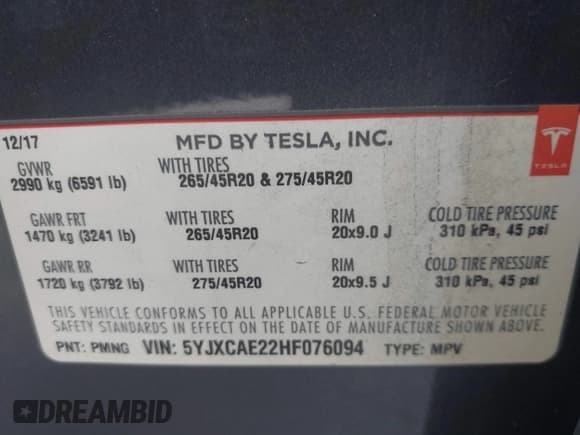 12/17 MFD BY TESLA, INC.
TESLA
GVWR WITH TIRES
2990 kg (6591 lb) 265/45R20 & 275/45R20
GAWR FRT WITH TIRES RIM COLD TIRE PRESSURE
1470 kg (3241 lb) 265/45R20 20x9.0 J 310 kPa, 45 psi
GAWR RR WITH TIRES RIM COLD TIRE PRESSURE
1720 kg (3792 lb) 275/45R20 20x9.5 J 310 kPa, 45 psi
THIS VEHICLE CONFORMS TO ALL APPLICABLE U.S. FEDERAL MOTOR VEHICLE
SAFETY STANDARDS IN EFFECT ON THE DATE OF MANUFACTURE SHOWN ABOVE.
PNT: PMNG VIN: 5YJXCAE22HF076094 TYPE: MPV
DREAMBID